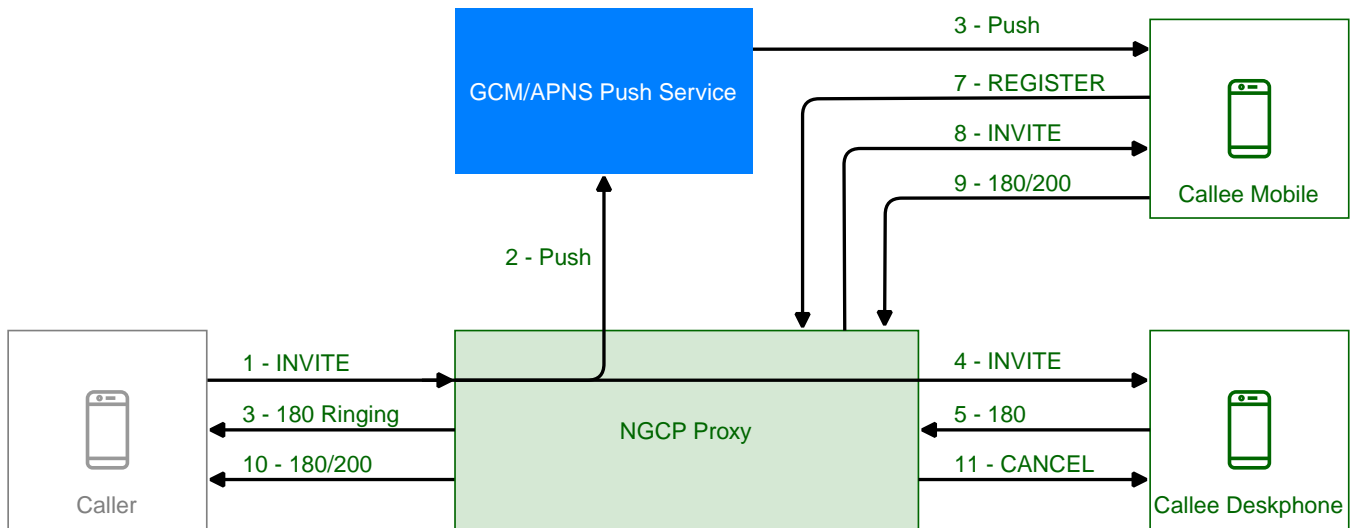 3 - Push
GCM/APNS Push Service
7 - REGISTER
8 - INVITE
9 - 180/200
Callee Mobile
2 - Push
1 - INVITE
4 - INVITE
3 - 180 Ringing
5 - 180
NGCP Proxy
10 - 180/200
11 - CANCEL
Caller
Callee Deskphone